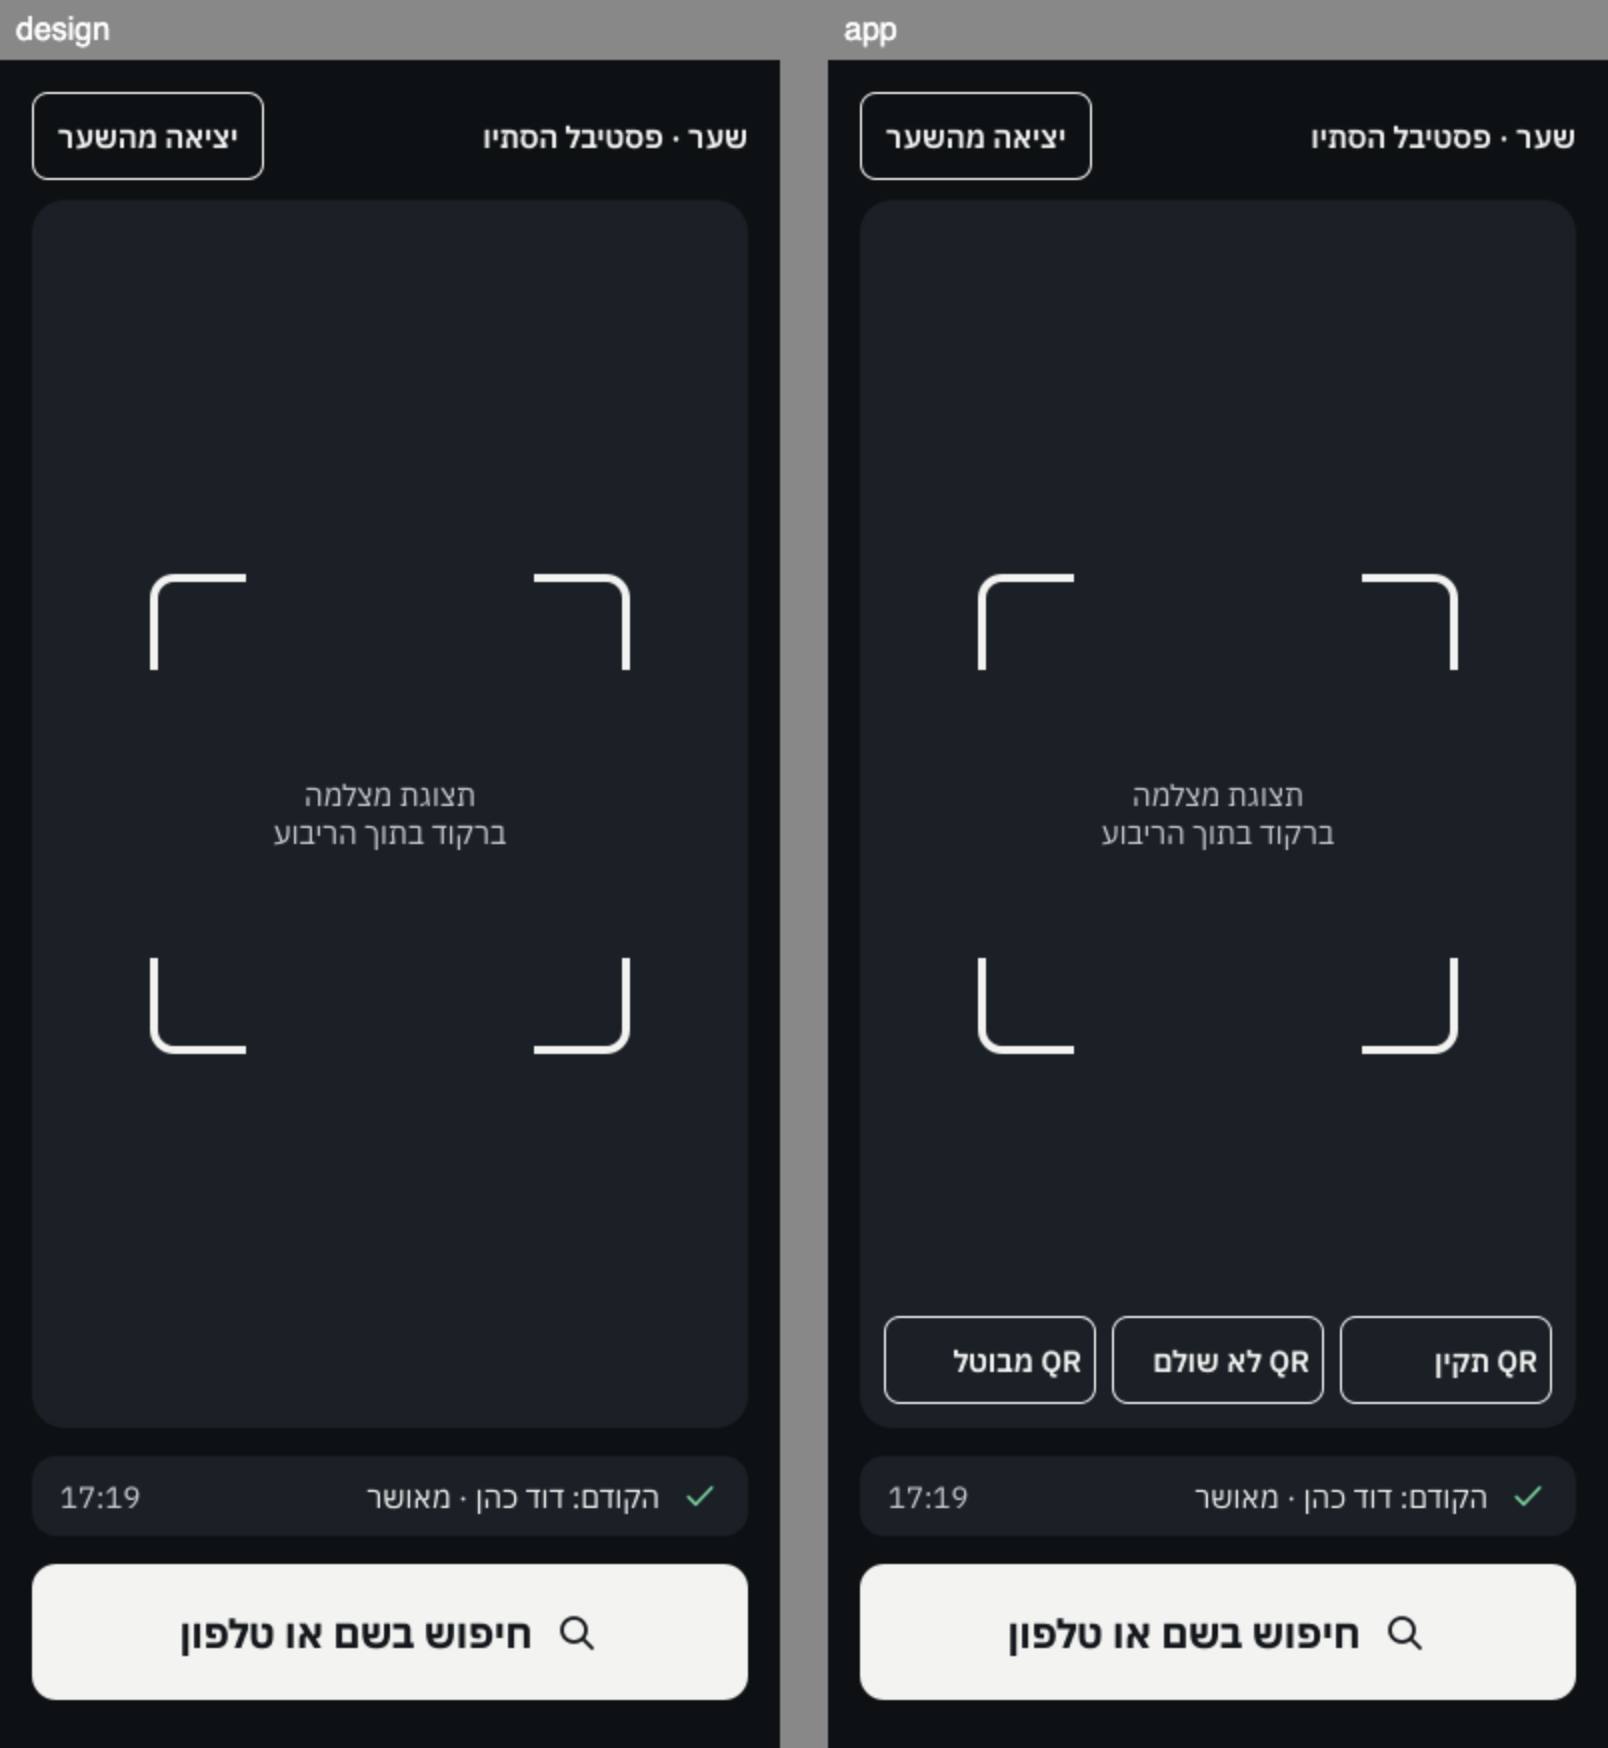 design
שער · פסטיבל הסתיו
יציאה מהשער
תצוגת מצלמה
ברקוד בתוך הריבוע
הקודם: דוד כהן · מאושר
17:19
חיפוש בשם או טלפון
app
שער · פסטיבל הסתיו
יציאה מהשער
תצוגת מצלמה
ברקוד בתוך הריבוע
QR תקין
QR לא שולם
QR מבוטל
הקודם: דוד כהן · מאושר
17:19
חיפוש בשם או טלפון